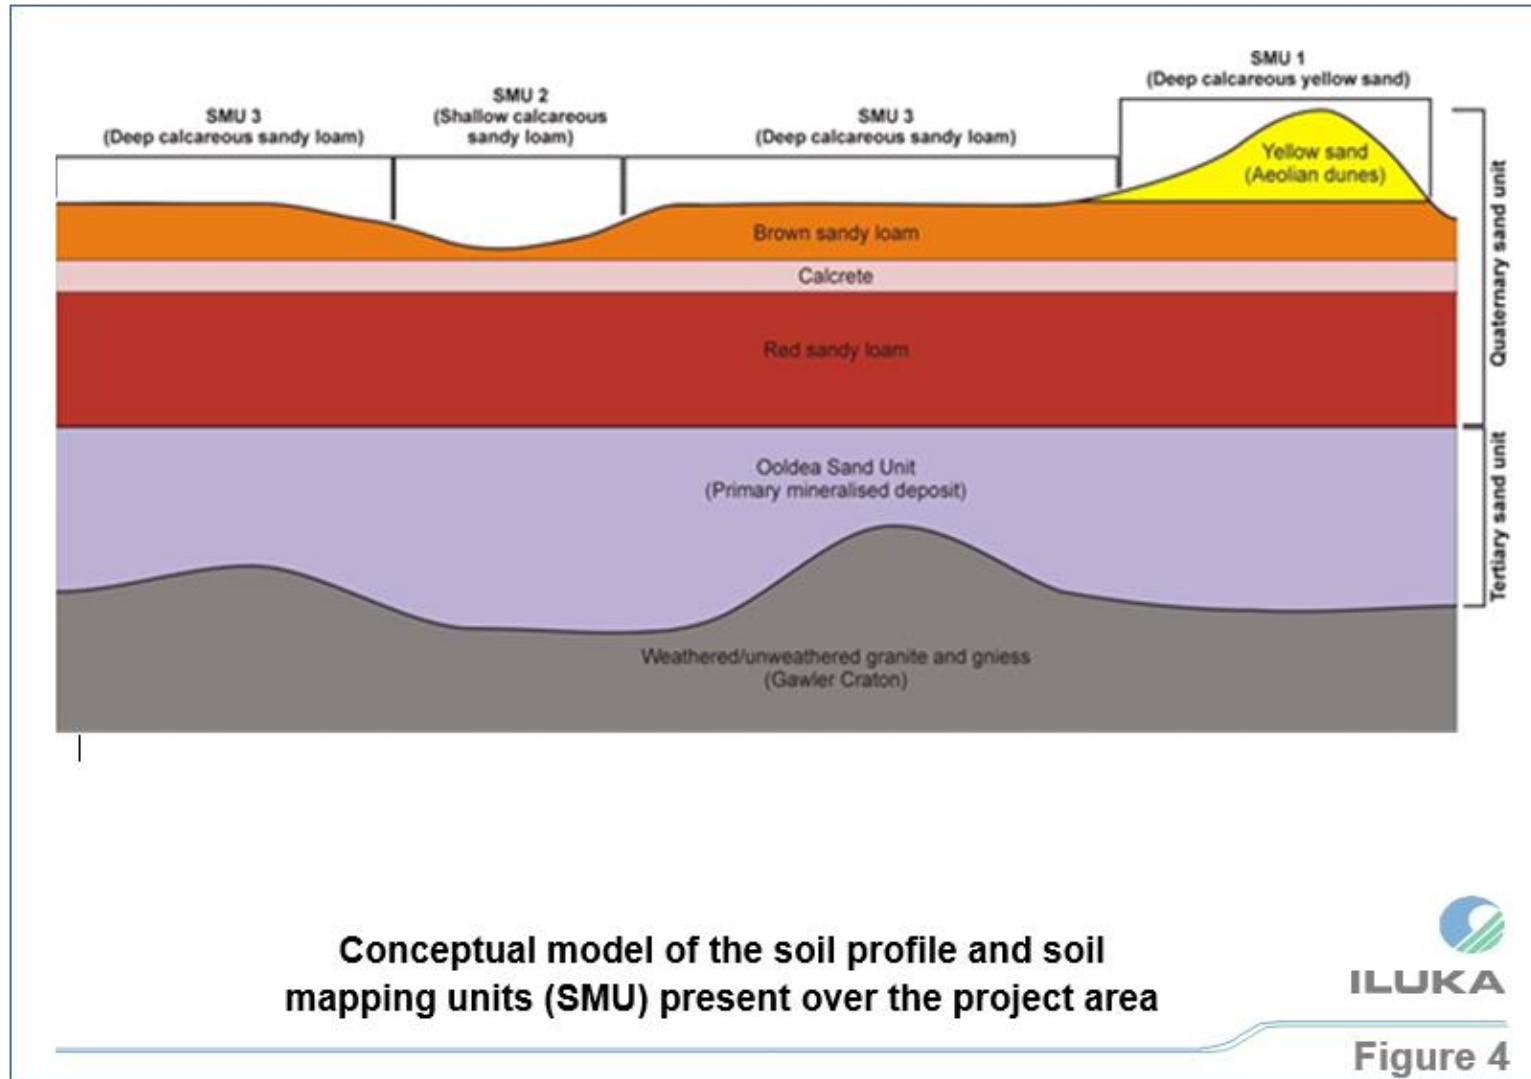 SMU 1
(Deep calcareous yellow sand)
SMU 2
(Shallow calcareous
sandy loam)
SMU 3
(Deep calcareous sandy loam)
SMU 3
(Deep calcareous sandy loam)
Yellow sand
(Aeolian dunes)
Brown sandy loam
Calcrete
Red sandy loam
Quaternary sand unit
Ooldea Sand Unit
(Primary mineralised deposit)
Tertiary sand unit
Weathered/unweathered granite and gniess
(Gawler Craton)
Conceptual model of the soil profile and soil
mapping units (SMU) present over the project area
ILUKA
Figure 4